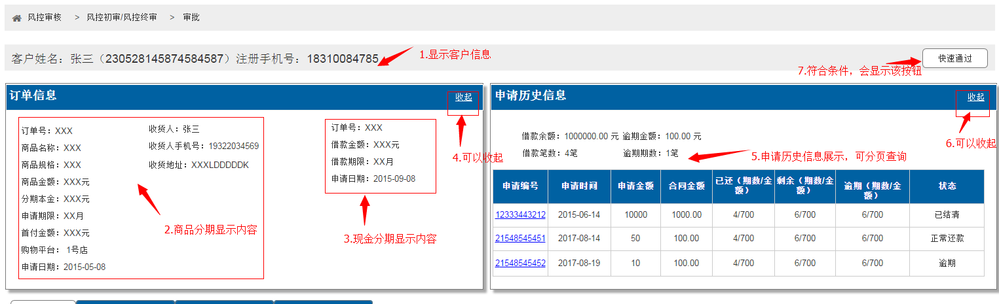 风控审核 > 风控初审/风控终审 > 审批
客户姓名：张三（230528145874584587）注册手机号：18310084785
1.显示客户信息
快速通过
7.符合条件，会显示该按钮
订单信息
收起
订单号：XXX
商品名称：XXX
商品规格：XXX
商品金额：XXX元
分期本金：XXX元
申请期限：XX月
首付金额：XXX元
购物平台： 1号店
申请日期：2015-05-08
收货人：张三
收货人手机号：19322034569
收货地址：XXXLDDDDDK
2.商品分期显示内容
订单号：XXX
借款金额：XXX元
借款期限：XX月
申请日期：2015-09-08
3.现金分期显示内容
4.可以收起
申请历史信息
收起
6.可以收起
借款余额：1000000.00 元 逾期金额：100.00 元
借款笔数：4笔 逾期期数：1笔
5.申请历史信息展示，可分页查询
申请编号 申请时间 申请金额 合同金额 已还（期数/金额） 剩余（期数/金额） 逾期（期数/金额） 状态
12333443212 2015-06-14 10000 1000.00 4/700 6/700 6/700 已结清
21548545451 2017-08-14 50 100.00 4/700 6/700 6/700 正常还款
21548545452 2017-08-19 10 100.00 4/700 6/700 6/700 逾期